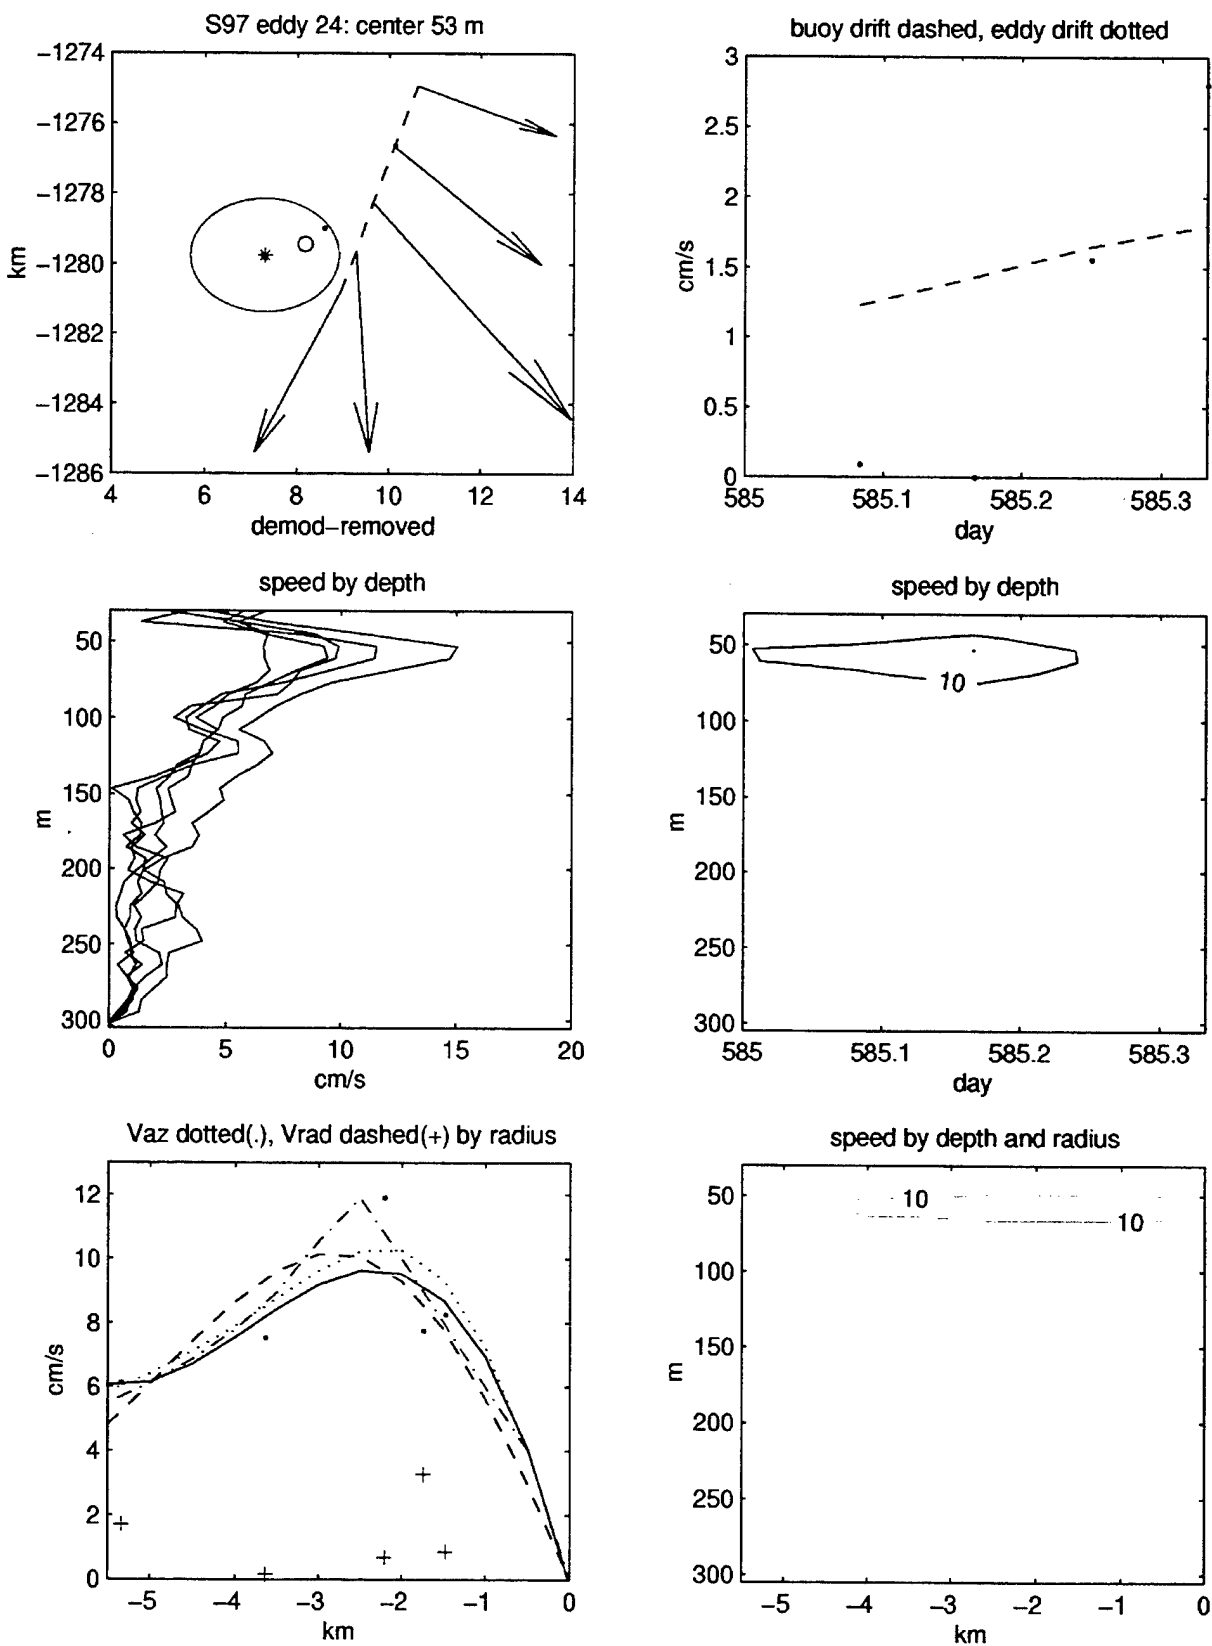 S97 eddy 24: center 53 m
−1274
−1276
−1278
−1280
−1282
−1284
−1286
km
4 6 8 10 12 14
demod−removed
buoy drift dashed, eddy drift dotted
3
2.5
2
1.5
1
0.5
0
cm/s
585 585.1 585.2 585.3
day
speed by depth
50
100
150
200
250
300
m
0 5 10 15 20
cm/s
speed by depth
50
100
150
200
250
300
m
10
585 585.1 585.2 585.3
day
Vaz dotted(.), Vrad dashed(+) by radius
12
10
8
6
4
2
0
cm/s
−5 −4 −3 −2 −1 0
km
speed by depth and radius
50
100
150
200
250
300
m
10
10
−5 −4 −3 −2 −1 0
km